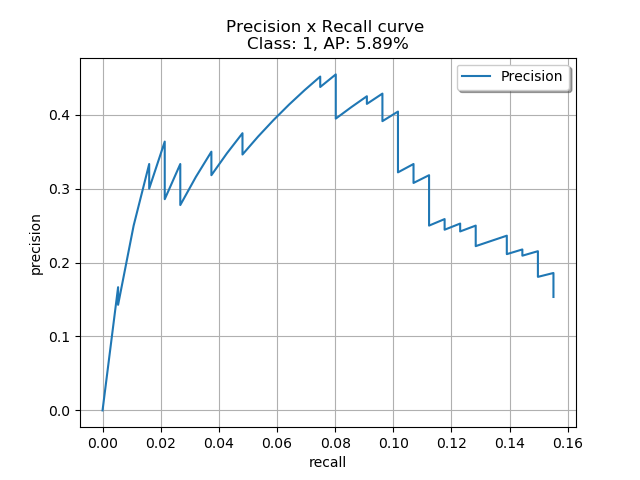 Precision x Recall curve
Class: 1, AP: 5.89%
Precision
0.4
0.3
0.2
0.1
0.0
precision
0.00 0.02 0.04 0.06 0.08 0.10 0.12 0.14 0.16
recall